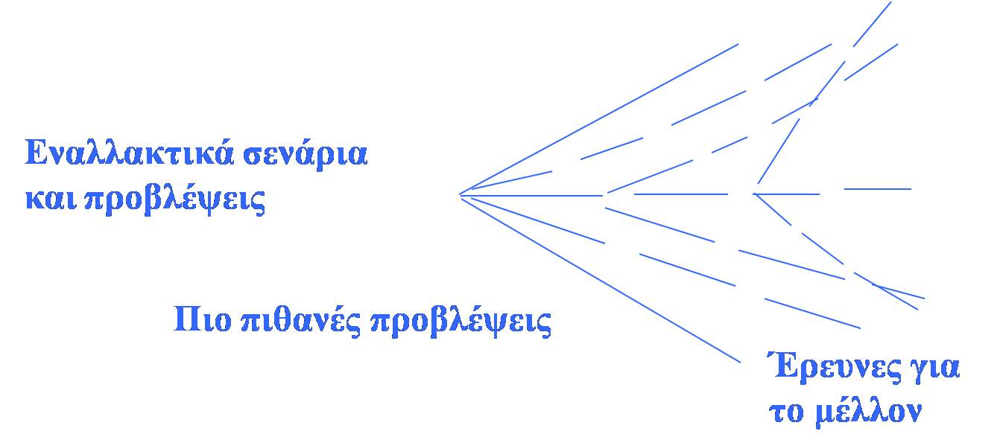 Εναλλακτικά σενάρια
και προβλέψεις
Πιο πιθανές προβλέψεις
Έρευνες για
το μέλλον